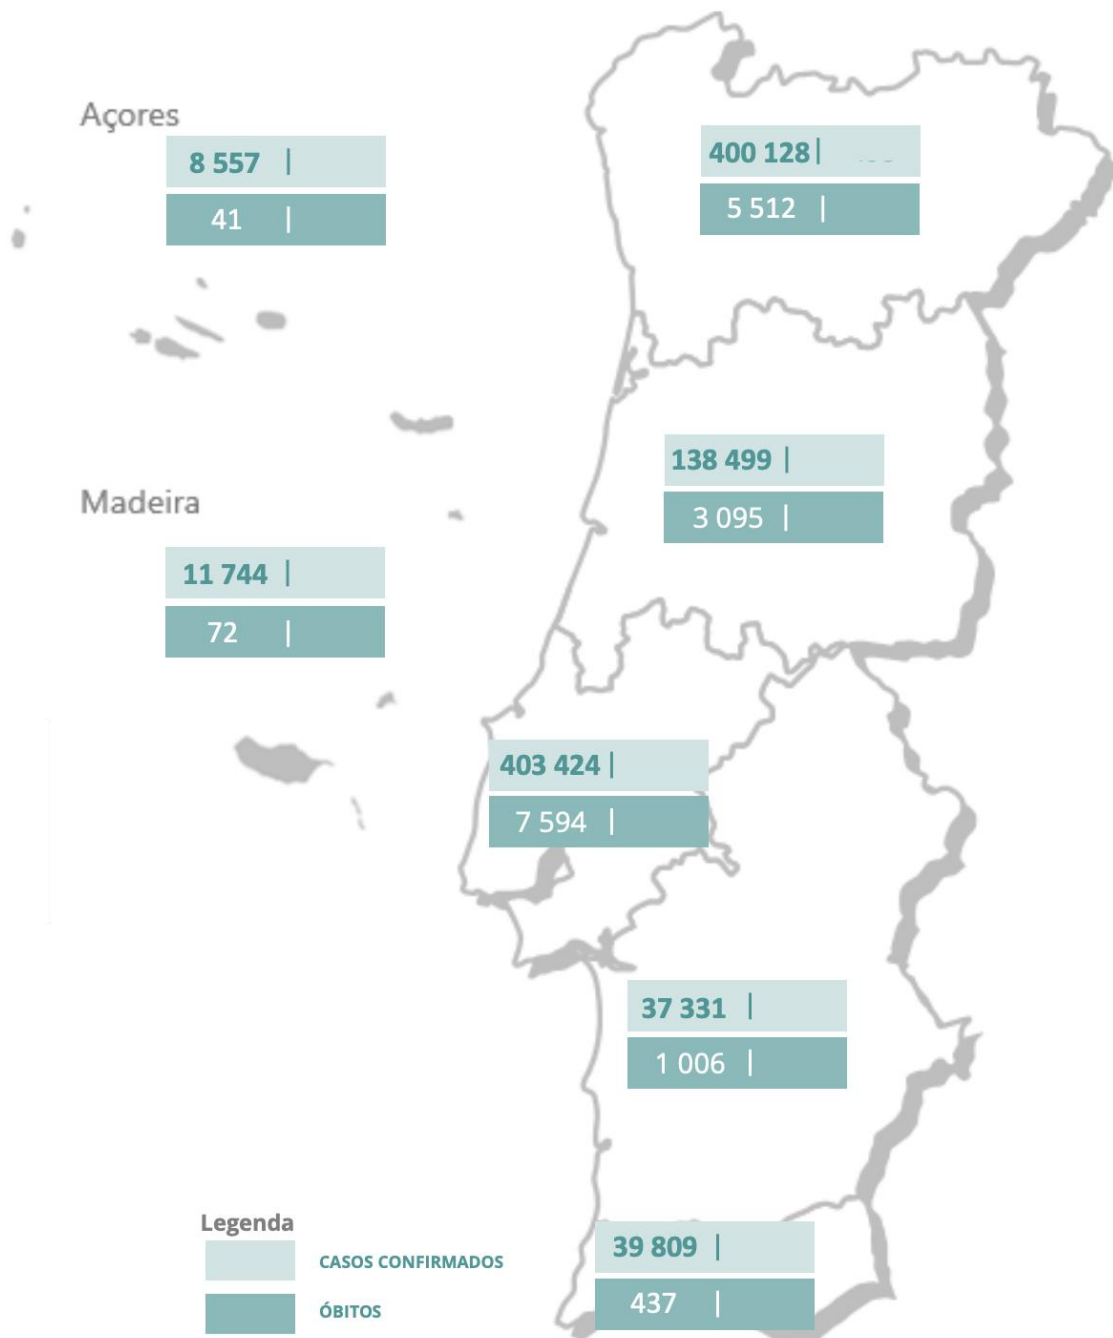 Açores
8 557 |
41 |
400 128 |
5 512 |
138 499 |
3 095 |
Madeira
11 744 |
72 |
403 424 |
7 594 |
37 331 |
1 006 |
39 809 |
437 |
Legenda
CASOS CONFIRMADOS
ÓBITOS